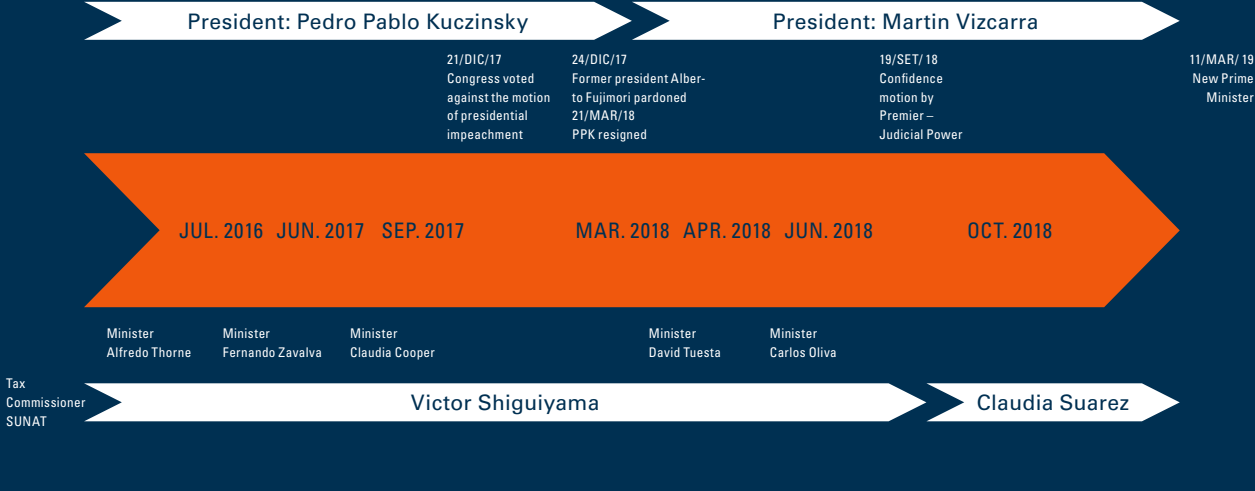 President: Pedro Pablo Kuczinsky
President: Martin Vizcarra
21/DIC/17
Congress voted
against the motion
of presidential
impeachment
24/DIC/17
Former president Alber-
to Fujimori pardoned
21/MAR/18
PPK resigned
19/SET/ 18
Confidence
motion by
Premier –
Judicial Power
11/MAR/ 19
New Prime
Minister
JUL. 2016
JUN. 2017
SEP. 2017
MAR. 2018
APR. 2018
JUN. 2018
OCT. 2018
Minister
Alfredo Thorne
Minister
Fernando Zavalva
Minister
Claudia Cooper
Minister
David Tuesta
Minister
Carlos Oliva
Tax
Commissioner
SUNAT
Victor Shiguiyama
Claudia Suarez